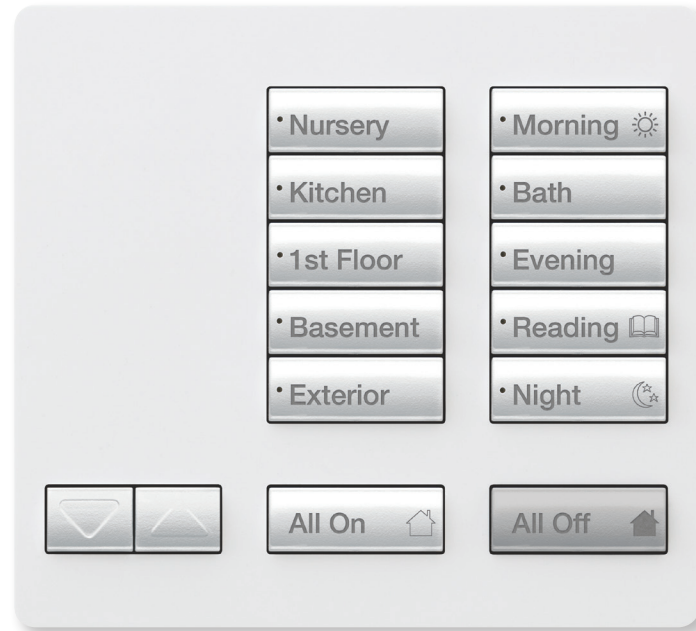 Nursery
Kitchen
1st Floor
Basement
Exterior
Morning
Bath
Evening
Reading
Night
All On
All Off